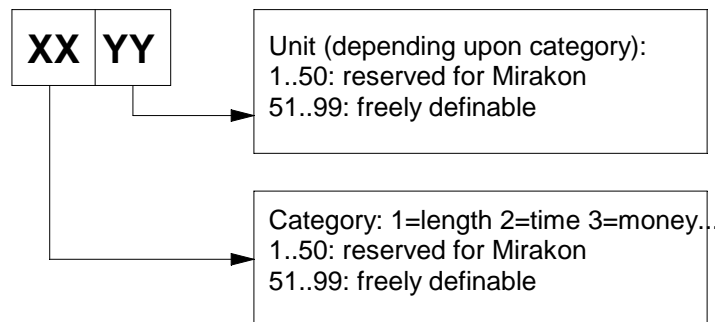 XX YY
Unit (depending upon category):
1..50: reserved for Mirakon
51..99: freely definable
Category: 1=length 2=time 3=money...
1..50: reserved for Mirakon
51..99: freely definable